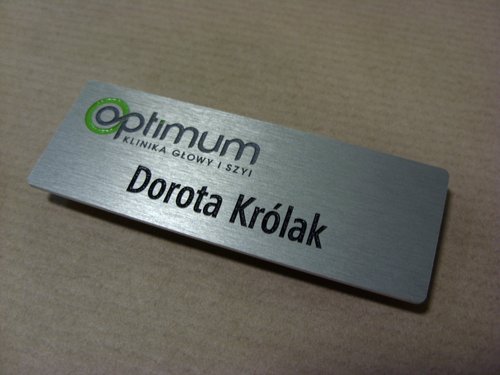 Optimum
KLINIKA GŁOWY I SZYI
Dorota Królak